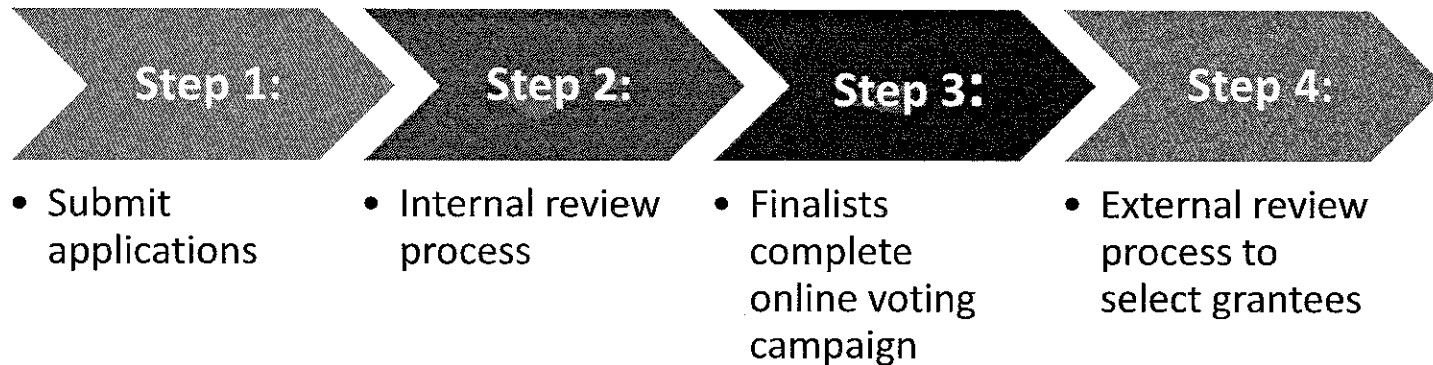 Step 1:
Step 2:
Step 3:
Step 4:
• Submit
applications
• Internal review
process
• Finalists
complete
online voting
campaign
• External review
process to
select grantees